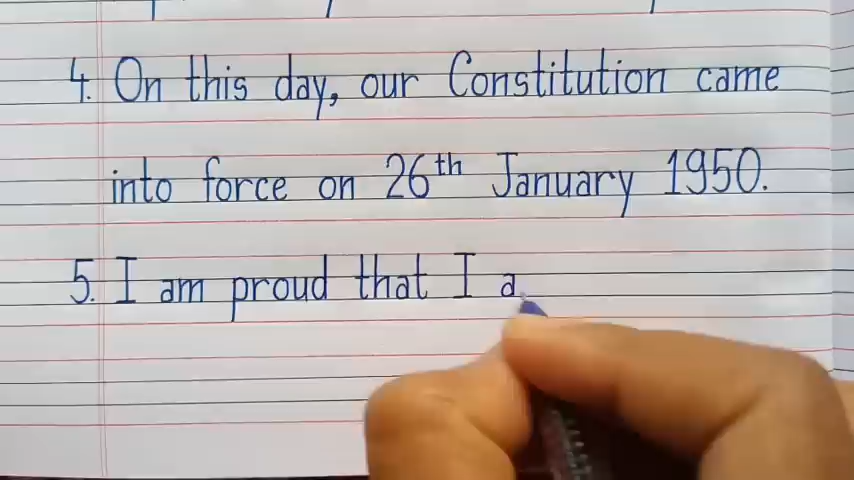 4. On this day, our Constitution came
into force on 26th January 1950.
5. I am proud that I a